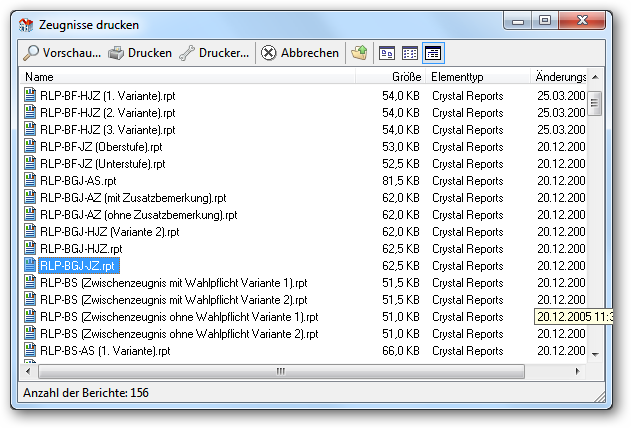 Zeugnisse drucken
Vorschau... Drucken Drucker... Abbrechen
Name Größe Elementtyp Änderungs
RLP-BF-HJZ (1. Variante).rpt 54,0 KB Crystal Reports 25.03.200
RLP-BF-HJZ (2. Variante).rpt 54,0 KB Crystal Reports 25.03.200
RLP-BF-HJZ (3. Variante).rpt 54,0 KB Crystal Reports 25.03.200
RLP-BF-JZ (Oberstufe).rpt 53,0 KB Crystal Reports 20.12.200
RLP-BF-JZ (Unterstufe).rpt 52,5 KB Crystal Reports 20.12.200
RLP-BGJ-AS.rpt 81,5 KB Crystal Reports 20.12.200
RLP-BGJ-AZ (mit Zusatzbemerkung).rpt 62,0 KB Crystal Reports 20.12.200
RLP-BGJ-AZ (ohne Zusatzbemerkung).rpt 62,0 KB Crystal Reports 20.12.200
RLP-BGJ-HJZ (Variante 2).rpt 62,0 KB Crystal Reports 20.12.200
RLP-BGJ-HJZ.rpt 62,5 KB Crystal Reports 20.12.200
RLP-BGJ-JZ.rpt 62,5 KB Crystal Reports 20.12.200
RLP-BS (Zwischenzeugnis mit Wahlpflicht Variante 1).rpt 51,5 KB Crystal Reports 20.12.200
RLP-BS (Zwischenzeugnis mit Wahlpflicht Variante 2).rpt 51,5 KB Crystal Reports 20.12.200
RLP-BS (Zwischenzeugnis ohne Wahlpflicht Variante 1).rpt 51,0 KB Crystal Reports 20.12.2005 11:3
RLP-BS (Zwischenzeugnis ohne Wahlpflicht Variante 2).rpt 51,0 KB Crystal Reports 20.12.200
RLP-BS-AS (1. Variante).rpt 66,0 KB Crystal Reports 20.12.200
Anzahl der Berichte: 156